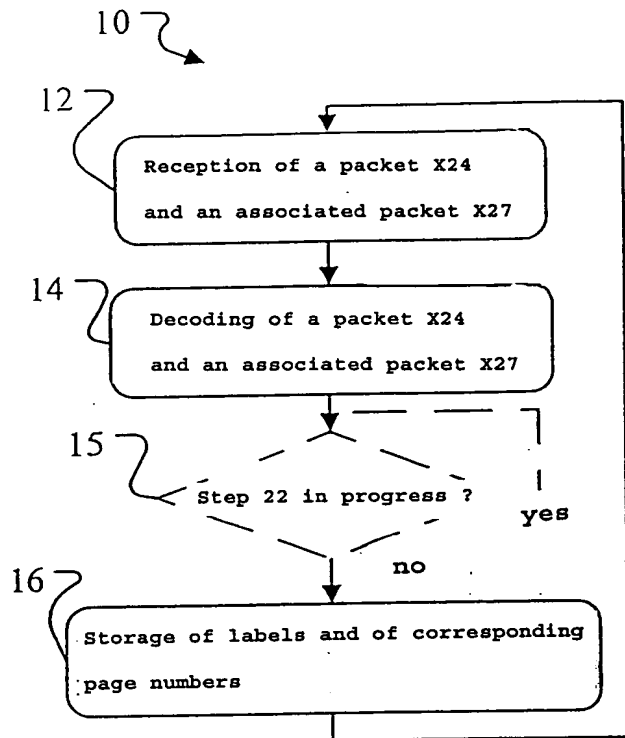 10
12
Reception of a packet X24
and an associated packet X27
14
Decoding of a packet X24
and an associated packet X27
15
Step 22 in progress ?
yes
no
16
Storage of labels and of corresponding
page numbers